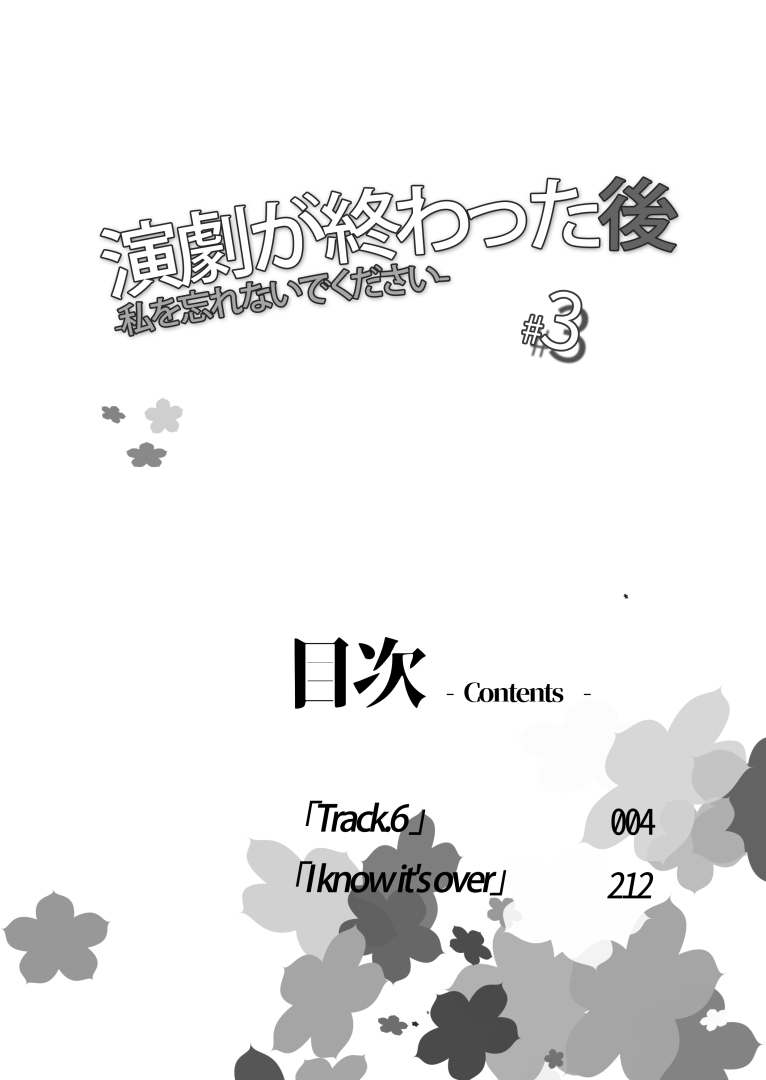 演劇が終わった後
-私を忘れないでください-
#3
目次 - Contents -
「Track.6」 004
「I know it's over」 212